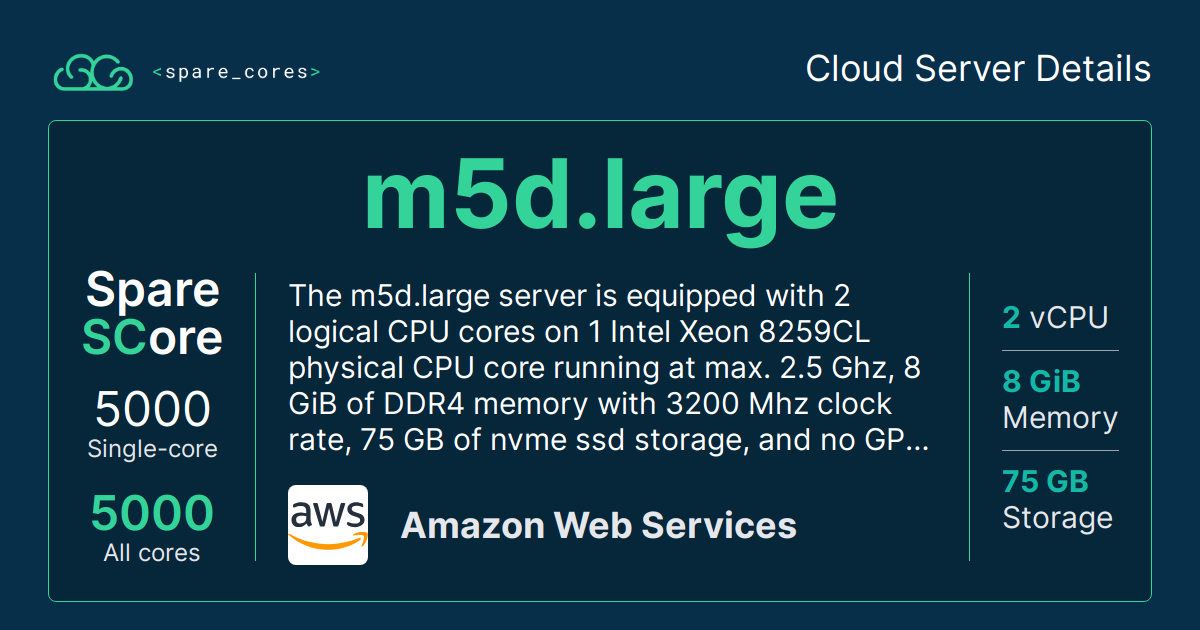 <spare_cores>
Cloud Server Details
m5d.large
Spare
SCore
5000
Single-core
5000
All cores
The m5d.large server is equipped with 2
logical CPU cores on 1 Intel Xeon 8259CL
physical CPU core running at max. 2.5 Ghz, 8
GiB of DDR4 memory with 3200 Mhz clock
rate, 75 GB of nvme ssd storage, and no GP...
aws
Amazon Web Services
2 vCPU
8 GiB
Memory
75 GB
Storage